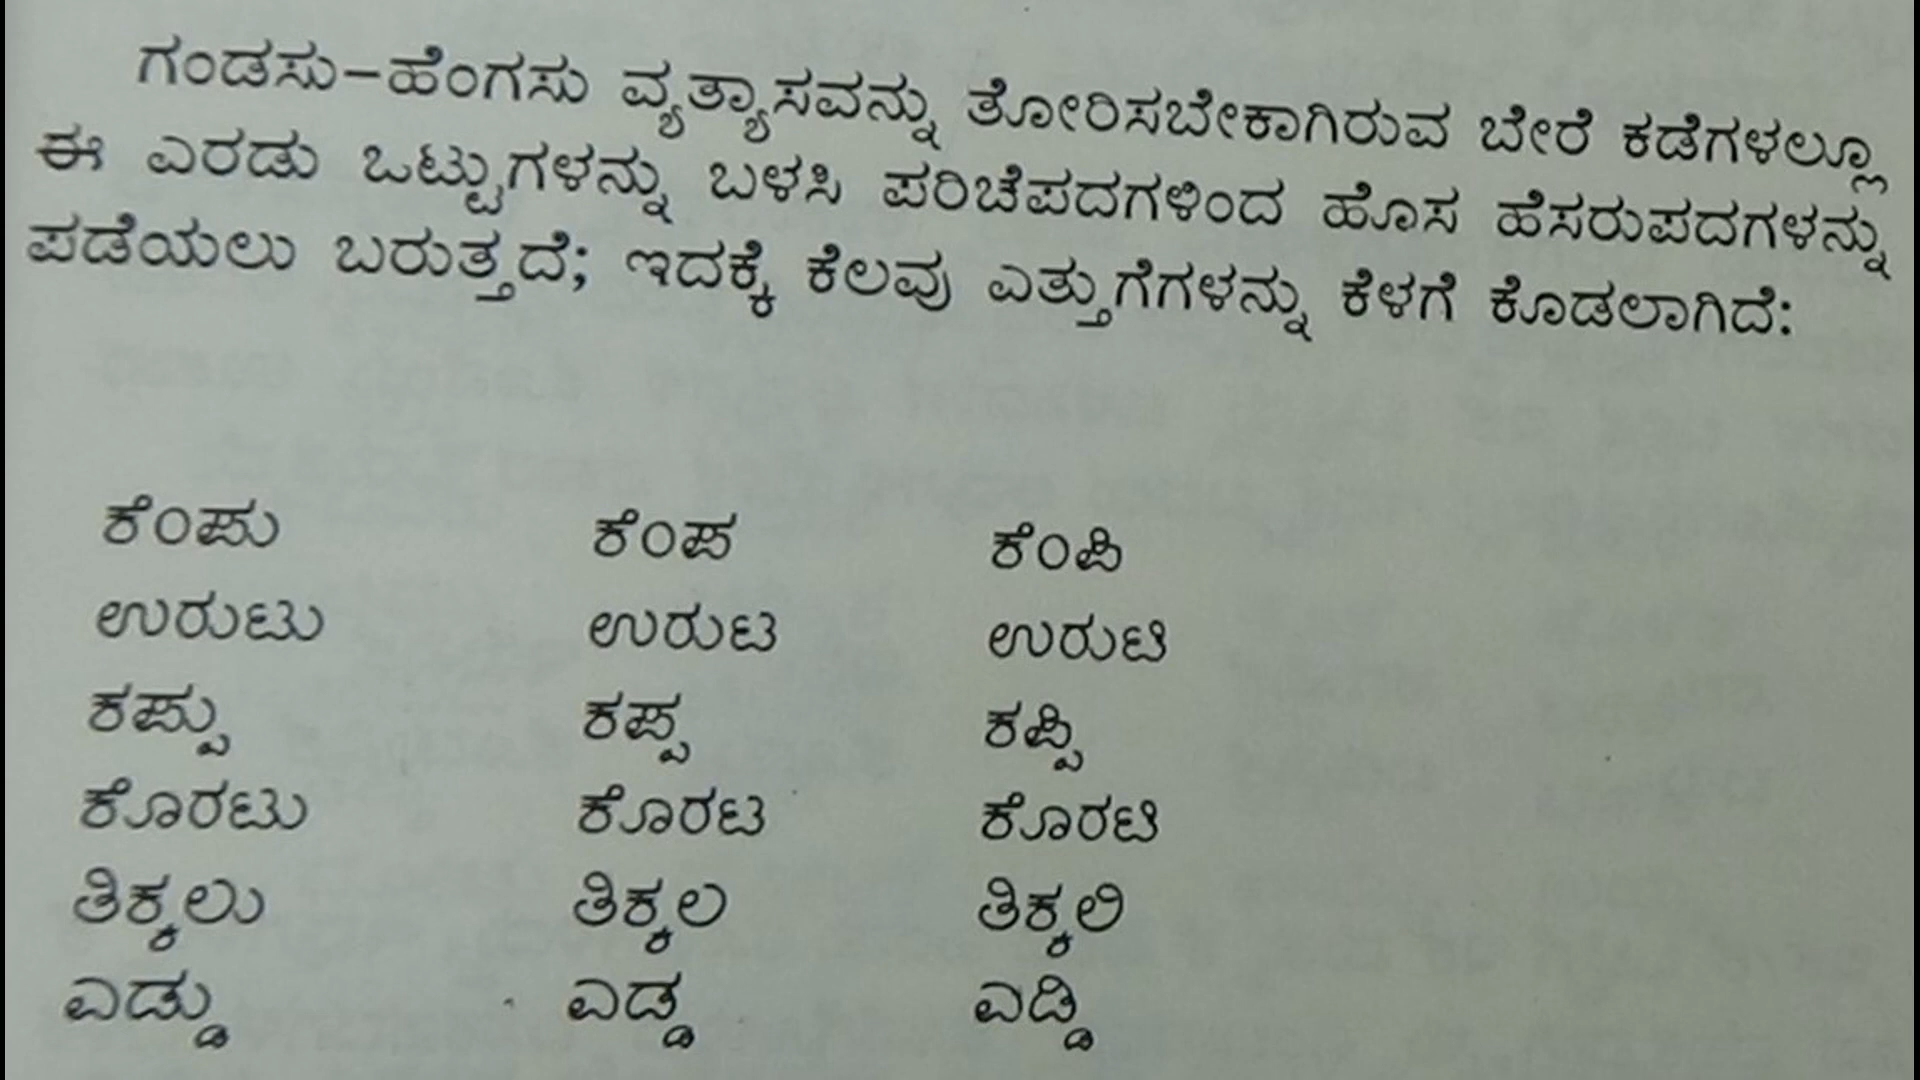 ಗಂಡಸು–ಹೆಂಗಸು ವ್ಯತ್ಯಾಸವನ್ನು ತೋರಿಸಬೇಕಾಗಿರುವ ಬೇರೆ ಕಡೆಗಳಲ್ಲೂ
ಈ ಎರಡು ಒಟ್ಟುಗಳನ್ನು ಬಳಸಿ ಪರಿಚೆಪದಗಳಿಂದ ಹೊಸ ಹೆಸರುಪದಗಳನ್ನು
ಪಡೆಯಲು ಬರುತ್ತದೆ; ಇದಕ್ಕೆ ಕೆಲವು ಎತ್ತುಗೆಗಳನ್ನು ಕೆಳಗೆ ಕೊಡಲಾಗಿದೆ:
ಕೆಂಪು ಕೆಂಪ ಕೆಂಪಿ
ಉರುಟು ಉರುಟ ಉರುಟಿ
ಕಪ್ಪು ಕಪ್ಪ ಕಪ್ಪಿ
ಕೊರಟು ಕೊರಟ ಕೊರಟಿ
ತಿಕ್ಕಲು ತಿಕ್ಕಲ ತಿಕ್ಕಲಿ
ಎಡ್ಡು ಎಡ್ಡ ಎಡ್ಡಿ